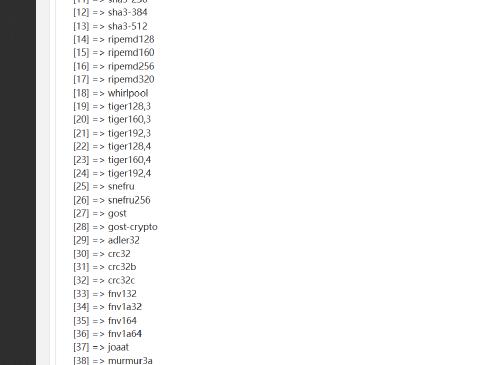 [11] => sha3-256
[12] => sha3-384
[13] => sha3-512
[14] => ripemd128
[15] => ripemd160
[16] => ripemd256
[17] => ripemd320
[18] => whirlpool
[19] => tiger128,3
[20] => tiger160,3
[21] => tiger192,3
[22] => tiger128,4
[23] => tiger160,4
[24] => tiger192,4
[25] => snefru
[26] => snefru256
[27] => gost
[28] => gost-crypto
[29] => adler32
[30] => crc32
[31] => crc32b
[32] => crc32c
[33] => fnv132
[34] => fnv1a32
[35] => fnv164
[36] => fnv1a64
[37] => joaat
[38] => murmur3a